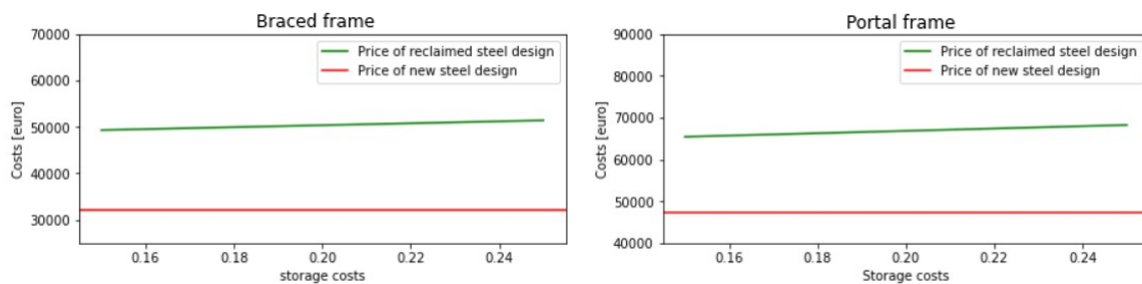 Braced frame
70000
60000
50000
40000
30000
Costs [euro]
Price of reclaimed steel design
Price of new steel design
0.16 0.18 0.20 0.22 0.24
storage costs
Portal frame
90000
80000
70000
60000
50000
40000
Costs [euro]
Price of reclaimed steel design
Price of new steel design
0.16 0.18 0.20 0.22 0.24
Storage costs